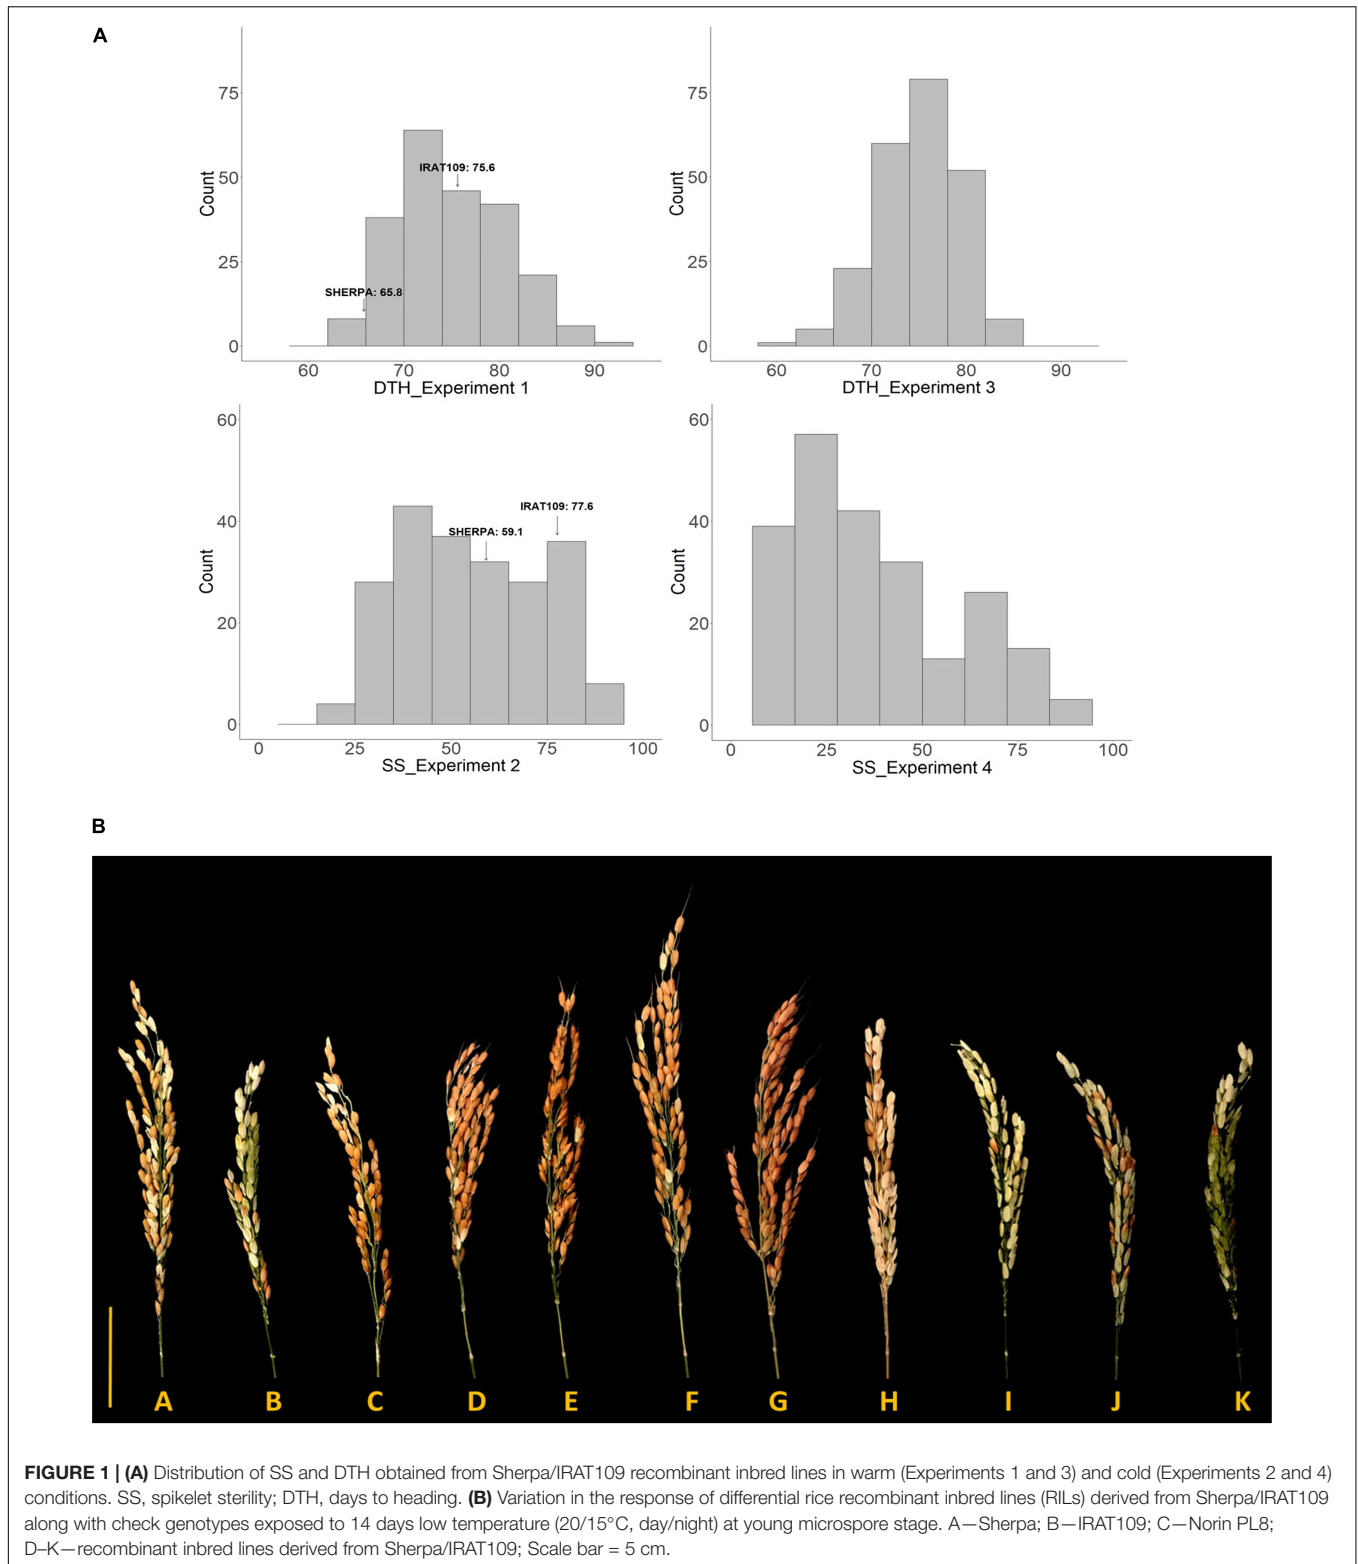 A
75
50
25
0
Count
IRAT109: 75.6
SHERPA: 65.8
60 70 80 90
DTH_Experiment 1
75
50
25
0
Count
60 70 80 90
DTH_Experiment 3
60
40
20
0
Count
IRAT109: 77.6
SHERPA: 59.1
0 25 50 75 100
SS_Experiment 2
60
40
20
0
Count
0 25 50 75 100
SS_Experiment 4
B
A B C D E F G H I J K
FIGURE 1 | (A) Distribution of SS and DTH obtained from Sherpa/IRAT109 recombinant inbred lines in warm (Experiments 1 and 3) and cold (Experiments 2 and 4)
conditions. SS, spikelet sterility; DTH, days to heading. (B) Variation in the response of differential rice recombinant inbred lines (RILs) derived from Sherpa/IRAT109
along with check genotypes exposed to 14 days low temperature (20/15°C, day/night) at young microspore stage. A—Sherpa; B—IRAT109; C—Norin PL8;
D–K—recombinant inbred lines derived from Sherpa/IRAT109; Scale bar = 5 cm.